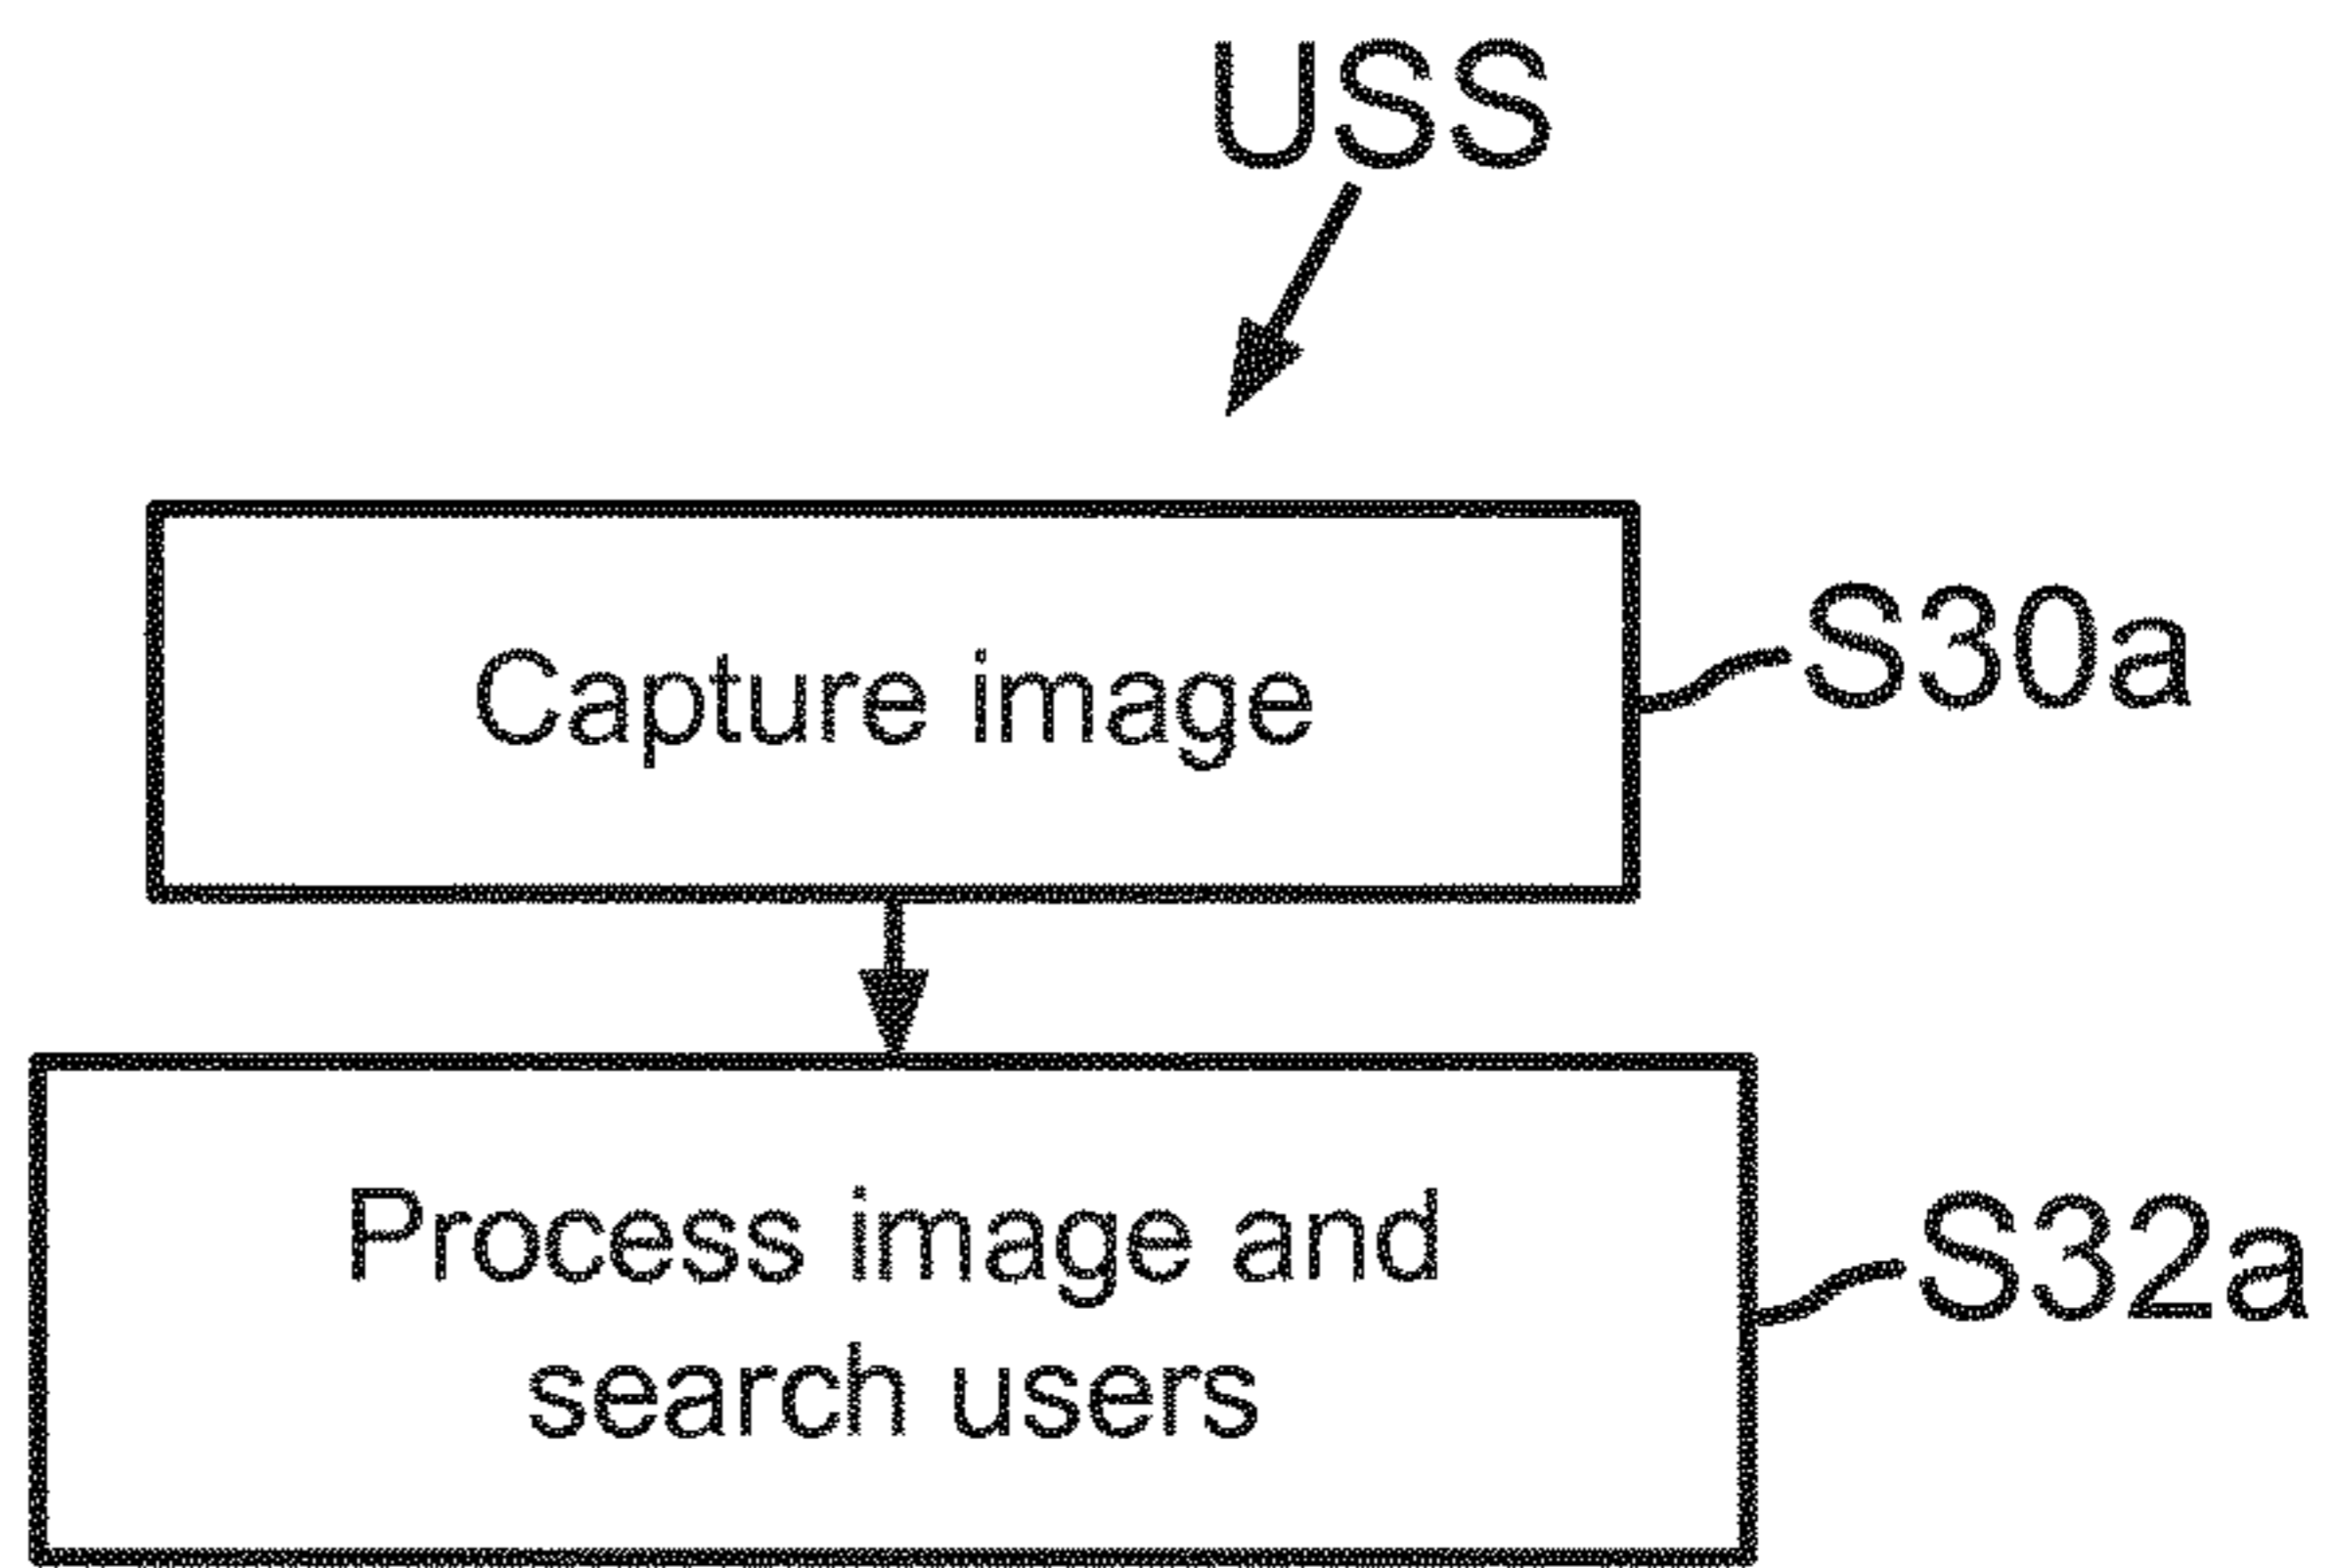 USS
Capture image
S30a
Process image and
search users
S32a